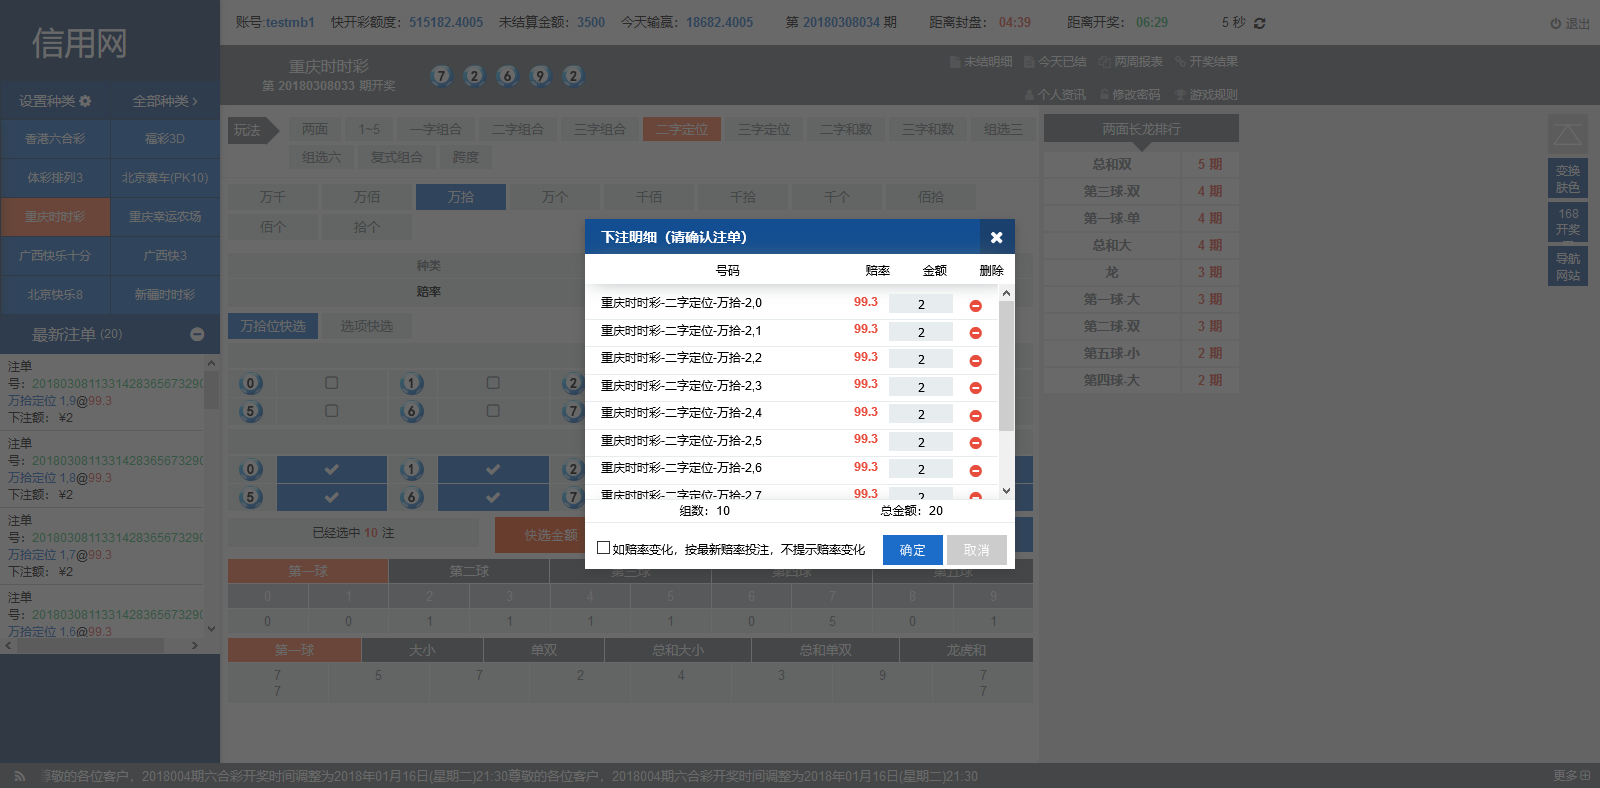 信用网
账号:testmb1 快开彩额度: 515182.4005 未结算金额: 3500 今天输赢: 18682.4005 第 20180308034 期 距离封盘: 04:39 距离开奖: 06:29 5 秒 退出
重庆时时彩
第 20180308033 期开奖
7 2 6 9 2
未结明细 今天已结 两周报表 开奖结果
个人资讯 修改密码 游戏规则
设置种类 全部种类
香港六合彩 福彩3D
体彩排列3 北京赛车(PK10)
重庆时时彩 重庆幸运农场
广西快乐十分 广西快3
北京快乐8 新疆时时彩
最新注单 (20)
注单
号: 2018030811331428365673290
万拾定位 1,9@99.3
下注额: ¥2
注单
号: 2018030811331428365673290
万拾定位 1,8@99.3
下注额: ¥2
注单
号: 2018030811331428365673290
万拾定位 1,7@99.3
下注额: ¥2
注单
号: 2018030811331428365673290
万拾定位 1,6@99.3
玩法 两面 1~5 一字组合 二字组合 三字组合 二字定位 三字定位 二字和数 三字和数 组选三
组选六 复式组合 跨度
万千 万佰 万拾 万个 千佰 千拾 千个 佰拾
佰个 拾个
种类
赔率
万拾位快选 选项快选
0 1 2
5 6 7
0 1 2
5 6 7
已经选中 10 注 快选金额
第一球 第二球 第三球 第四球 第五球
0 1 2 3 4 5 6 7 8 9
0 0 1 1 1 1 0 5 0 1
第一球 大小 单双 总和大小 总和单双 龙虎和
7 5 7 2 4 3 9 7
7 7
下注明细（请确认注单）
号码 赔率 金额 删除
重庆时时彩-二字定位-万拾-2,0 99.3 2
重庆时时彩-二字定位-万拾-2,1 99.3 2
重庆时时彩-二字定位-万拾-2,2 99.3 2
重庆时时彩-二字定位-万拾-2,3 99.3 2
重庆时时彩-二字定位-万拾-2,4 99.3 2
重庆时时彩-二字定位-万拾-2,5 99.3 2
重庆时时彩-二字定位-万拾-2,6 99.3 2
重庆时时彩-二字定位-万拾-2,7 99.3 2
组数: 10 总金额: 20
如赔率变化，按最新赔率投注，不提示赔率变化 确定 取消
两面长龙排行
总和双 5 期
第三球-双 4 期
第一球-单 4 期
总和大 4 期
龙 3 期
第一球-大 3 期
第二球-双 3 期
第五球-小 2 期
第四球-大 2 期
变换
肤色
168
开奖
导航
网站
尊敬的各位客户，2018004期六合彩开奖时间调整为2018年01月16日(星期二)21:30尊敬的各位客户，2018004期六合彩开奖时间调整为2018年01月16日(星期二)21:30 更多